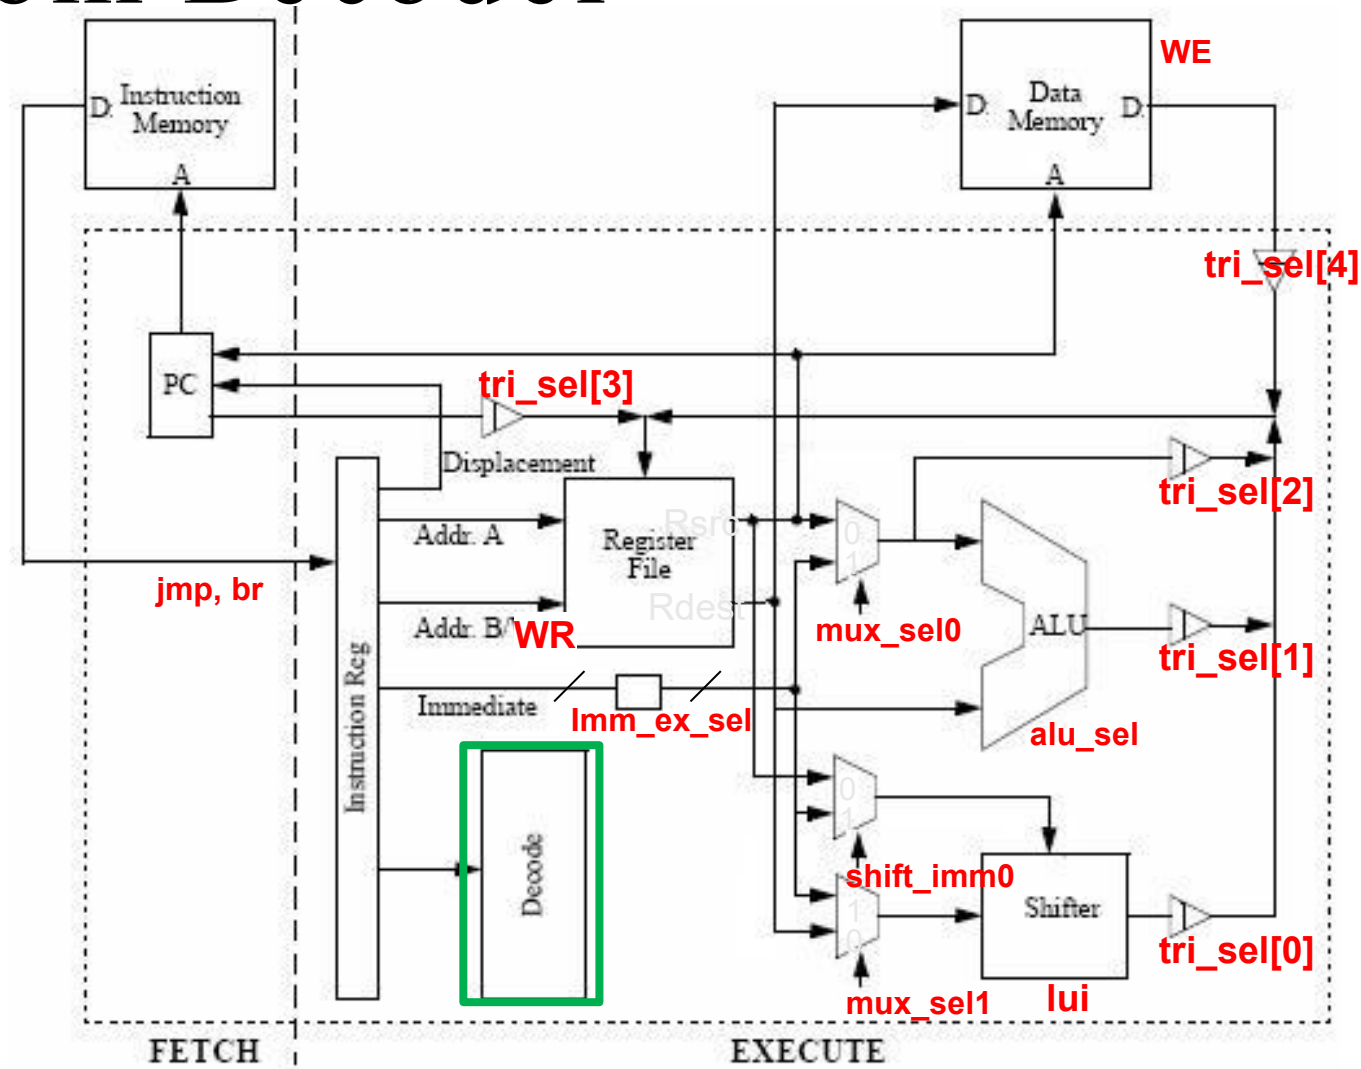 Instruction
Memory
D
A
WE
Data
Memory
D
D
A
tri_sel[4]
PC
tri_sel[3]
Displacement
tri_sel[2]
Rsrc
0
1
Addr. A
Register
File
jmp, br
Rdest
Addr. B/
WR
mux_sel0
ALU
tri_sel[1]
Immediate
Imm_ex_sel
alu_sel
Instruction Reg
0
1
Decode
shift_imm0
1
0
Shifter
tri_sel[0]
mux_sel1
lui
FETCH
EXECUTE